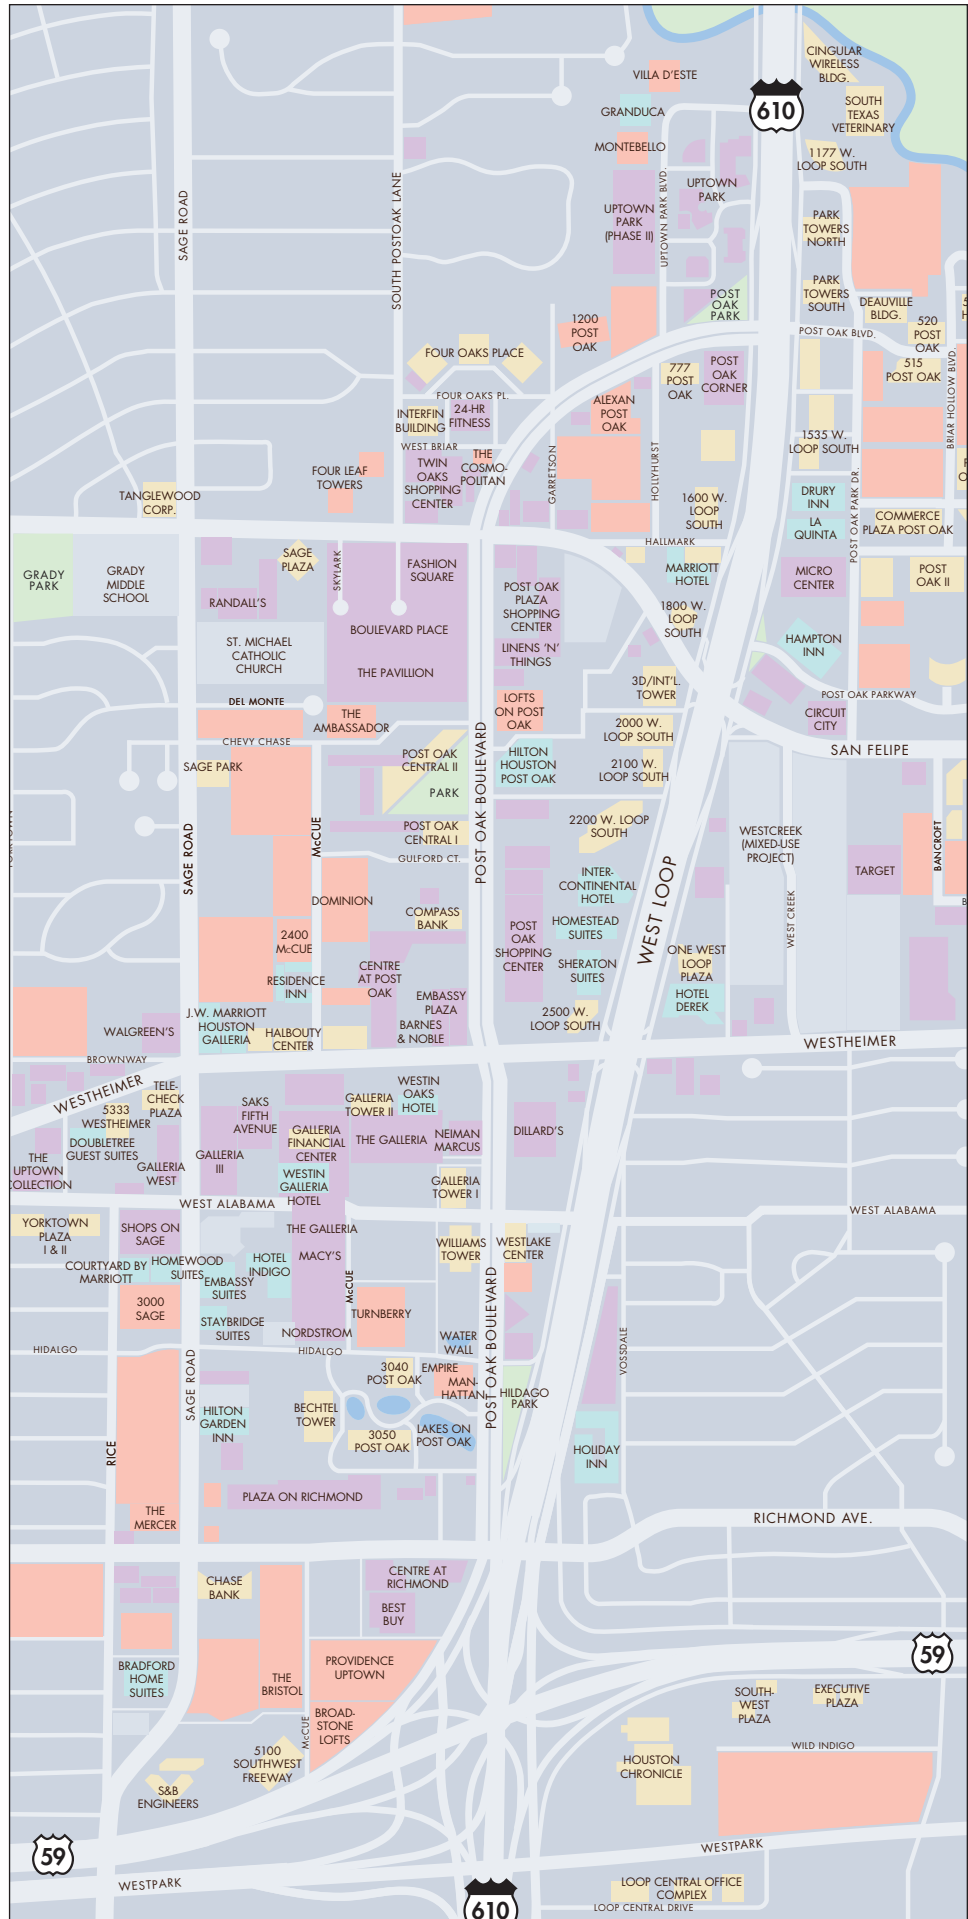 CINGULAR
WIRELESS
BLDG.
VILLA D'ESTE
610
SOUTH
TEXAS
VETERINARY
GRANDUCA
MONTEBELLO
1177 W.
LOOP SOUTH
SAGE ROAD
SOUTH POSTOAK LANE
UPTOWN PARK BLVD.
UPTOWN
PARK
UPTOWN
PARK
(PHASE II)
PARK
TOWERS
NORTH
PARK
TOWERS
SOUTH
POST
OAK
PARK
DEAUVILLE
BLDG.
520
POST
OAK
1200
POST
OAK
POST OAK BLVD.
BRIAR HOLLOW BLVD.
FOUR OAKS PLACE
777
POST
OAK
POST
OAK
CORNER
515
POST OAK
FOUR OAKS PL.
INTERFIN
BUILDING
24-HR
FITNESS
ALEXAN
POST
OAK
WEST BRIAR
1535 W.
LOOP SOUTH
FOUR LEAF
TOWERS
TWIN
OAKS
SHOPPING
CENTER
THE
COSMO-
POLITAN
GARRETSON
HOLLYHURST
POST OAK PARK DR.
TANGLEWOOD
CORP.
1600 W.
LOOP
SOUTH
DRURY
INN
LA
QUINTA
COMMERCE
PLAZA POST OAK
HALLMARK
GRADY
PARK
GRADY
MIDDLE
SCHOOL
SAGE
PLAZA
SKYLARK
FASHION
SQUARE
MARRIOTT
HOTEL
MICRO
CENTER
POST
OAK II
RANDALL'S
POST OAK
PLAZA
SHOPPING
CENTER
1800 W.
LOOP
SOUTH
BOULEVARD PLACE
ST. MICHAEL
CATHOLIC
CHURCH
THE PAVILLION
LINENS 'N'
THINGS
HAMPTON
INN
DEL MONTE
3D/INT'L.
TOWER
POST OAK PARKWAY
THE
AMBASSADOR
LOFTS
ON POST
OAK
2000 W.
LOOP SOUTH
CIRCUIT
CITY
CHEVY CHASE
SAGE PARK
POST OAK
CENTRAL II
POST OAK BOULEVARD
HILTON
HOUSTON
POST OAK
2100 W.
LOOP SOUTH
SAN FELIPE
PARK
SAGE ROAD
McCUE
POST OAK
CENTRAL I
2200 W. LOOP
SOUTH
WESTCREEK
(MIXED-USE
PROJECT)
BANCROFT
GULFORD CT.
TARGET
INTER-
CONTINENTAL
HOTEL
WEST LOOP
WEST CREEK
DOMINION
COMPASS
BANK
HOMESTEAD
SUITES
2400
McCUE
POST
OAK
SHOPPING
CENTER
ONE WEST
LOOP
PLAZA
RESIDENCE
INN
CENTRE
AT POST
OAK
SHERATON
SUITES
HOTEL
DEREK
EMBASSY
PLAZA
J.W. MARRIOTT
HOUSTON
GALLERIA
WALGREEN'S
HALBOUTY
CENTER
BARNES
& NOBLE
2500 W.
LOOP SOUTH
WESTHEIMER
BROWNWAY
WESTHEIMER
TELE-
CHECK
PLAZA
WESTIN
OAKS
HOTEL
5333
WESTHEIMER
SAKS
FIFTH
AVENUE
GALLERIA
TOWER II
GALLERIA
FINANCIAL
CENTER
THE GALLERIA
NEIMAN
MARCUS
DILLARD'S
DOUBLETREE
GUEST SUITES
THE
UPTOWN
COLLECTION
GALLERIA
WEST
GALLERIA
III
WESTIN
GALLERIA
HOTEL
GALLERIA
TOWER I
WEST ALABAMA
WEST ALABAMA
YORKTOWN
PLAZA
I & II
SHOPS ON
SAGE
THE GALLERIA
WILLIAMS
TOWER
WESTLAKE
CENTER
MACY'S
COURTYARD BY
MARRIOTT
HOMEWOOD
SUITES
HOTEL
INDIGO
EMBASSY
SUITES
McCUE
3000
SAGE
STAYBRIDGE
SUITES
TURNBERRY
POST OAK BOULEVARD
NORDSTROM
WATER
WALL
VOSSDALE
HIDALGO
HIDALGO
SAGE ROAD
3040
POST OAK
EMPIRE
MAN-
HATTAN
HILDAGO
PARK
BECHTEL
TOWER
HILTON
GARDEN
INN
3050
POST OAK
LAKES ON
POST OAK
RICE
HOLIDAY
INN
PLAZA ON RICHMOND
THE
MERCER
RICHMOND AVE.
CHASE
BANK
CENTRE AT
RICHMOND
BEST
BUY
59
BRADFORD
HOME
SUITES
THE
BRISTOL
PROVIDENCE
UPTOWN
SOUTH-
WEST
PLAZA
EXECUTIVE
PLAZA
McCUE
BROAD-
STONE
LOFTS
WILD INDIGO
5100
SOUTHWEST
FREEWAY
HOUSTON
CHRONICLE
S&B
ENGINEERS
59
WESTPARK
WESTPARK
610
LOOP CENTRAL OFFICE
COMPLEX
LOOP CENTRAL DRIVE